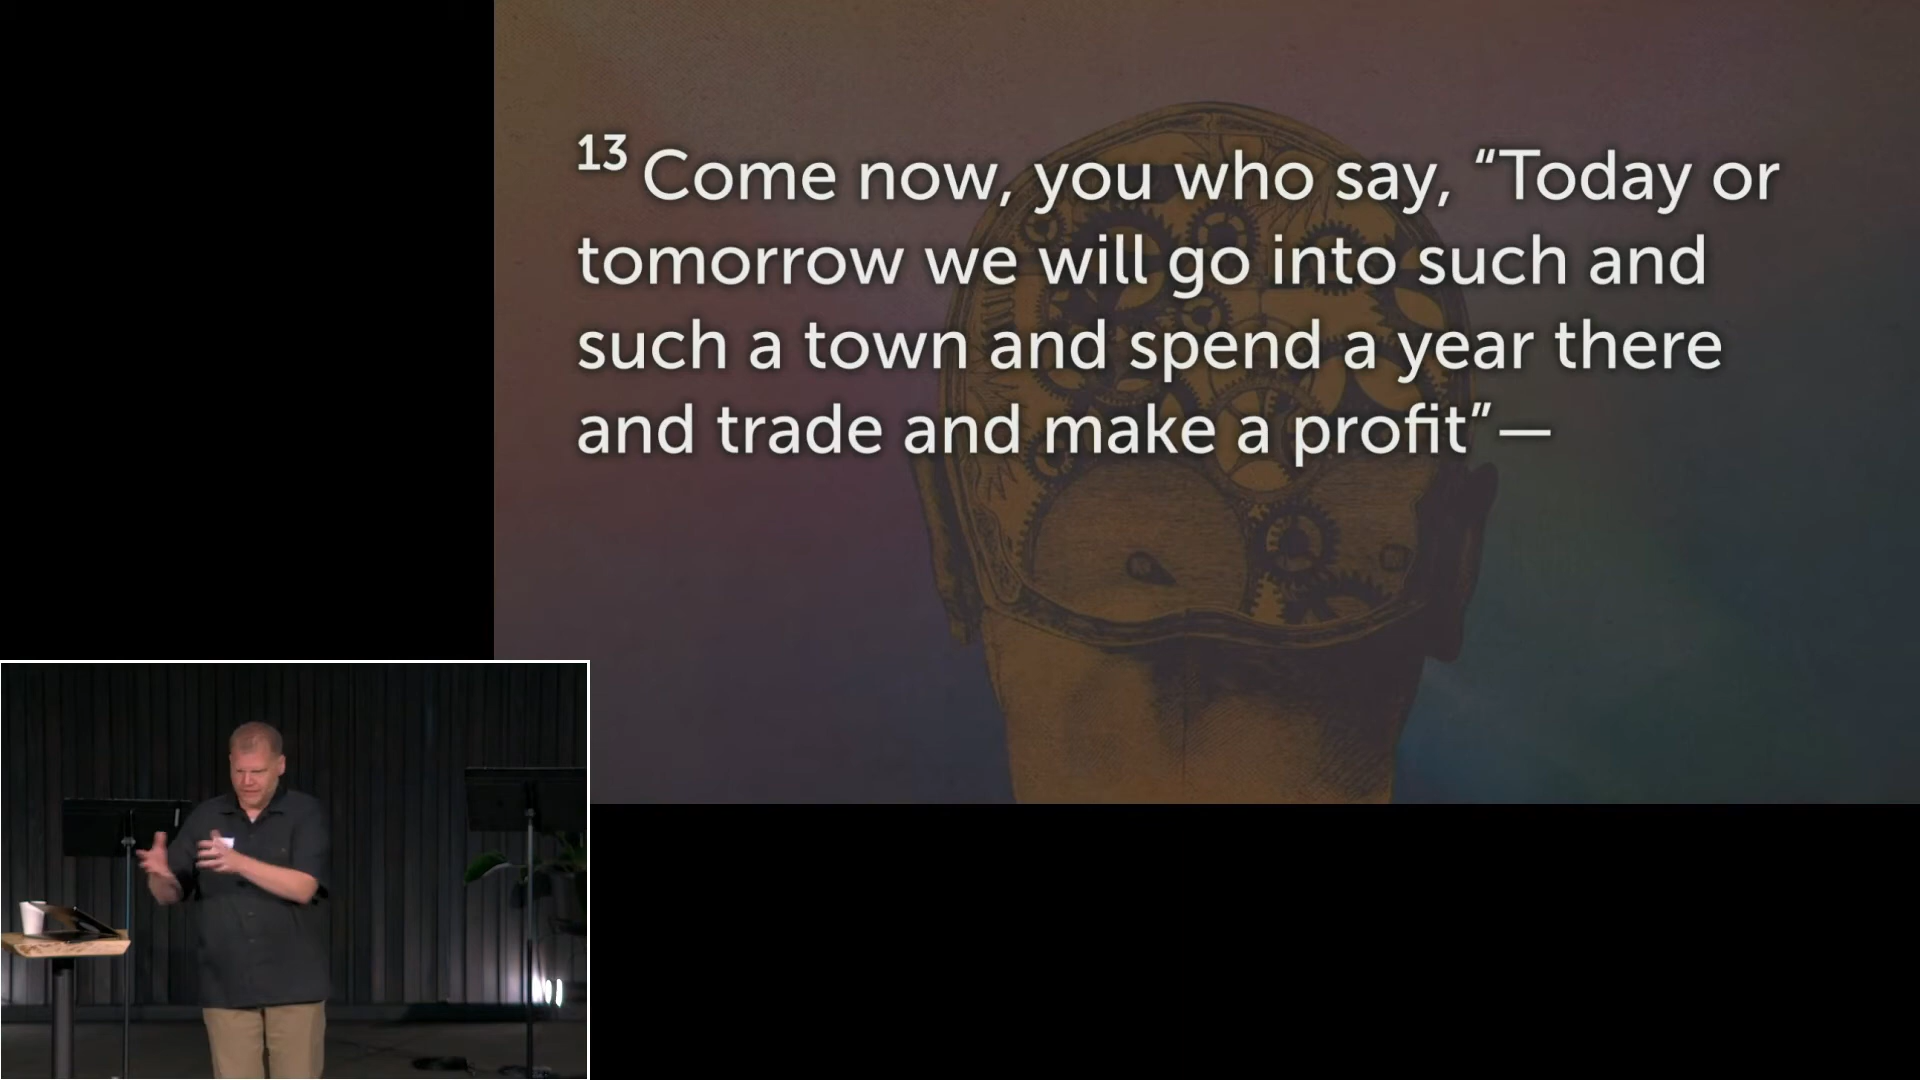 13 Come now, you who say, “Today or
tomorrow we will go into such and
such a town and spend a year there
and trade and make a profit”—